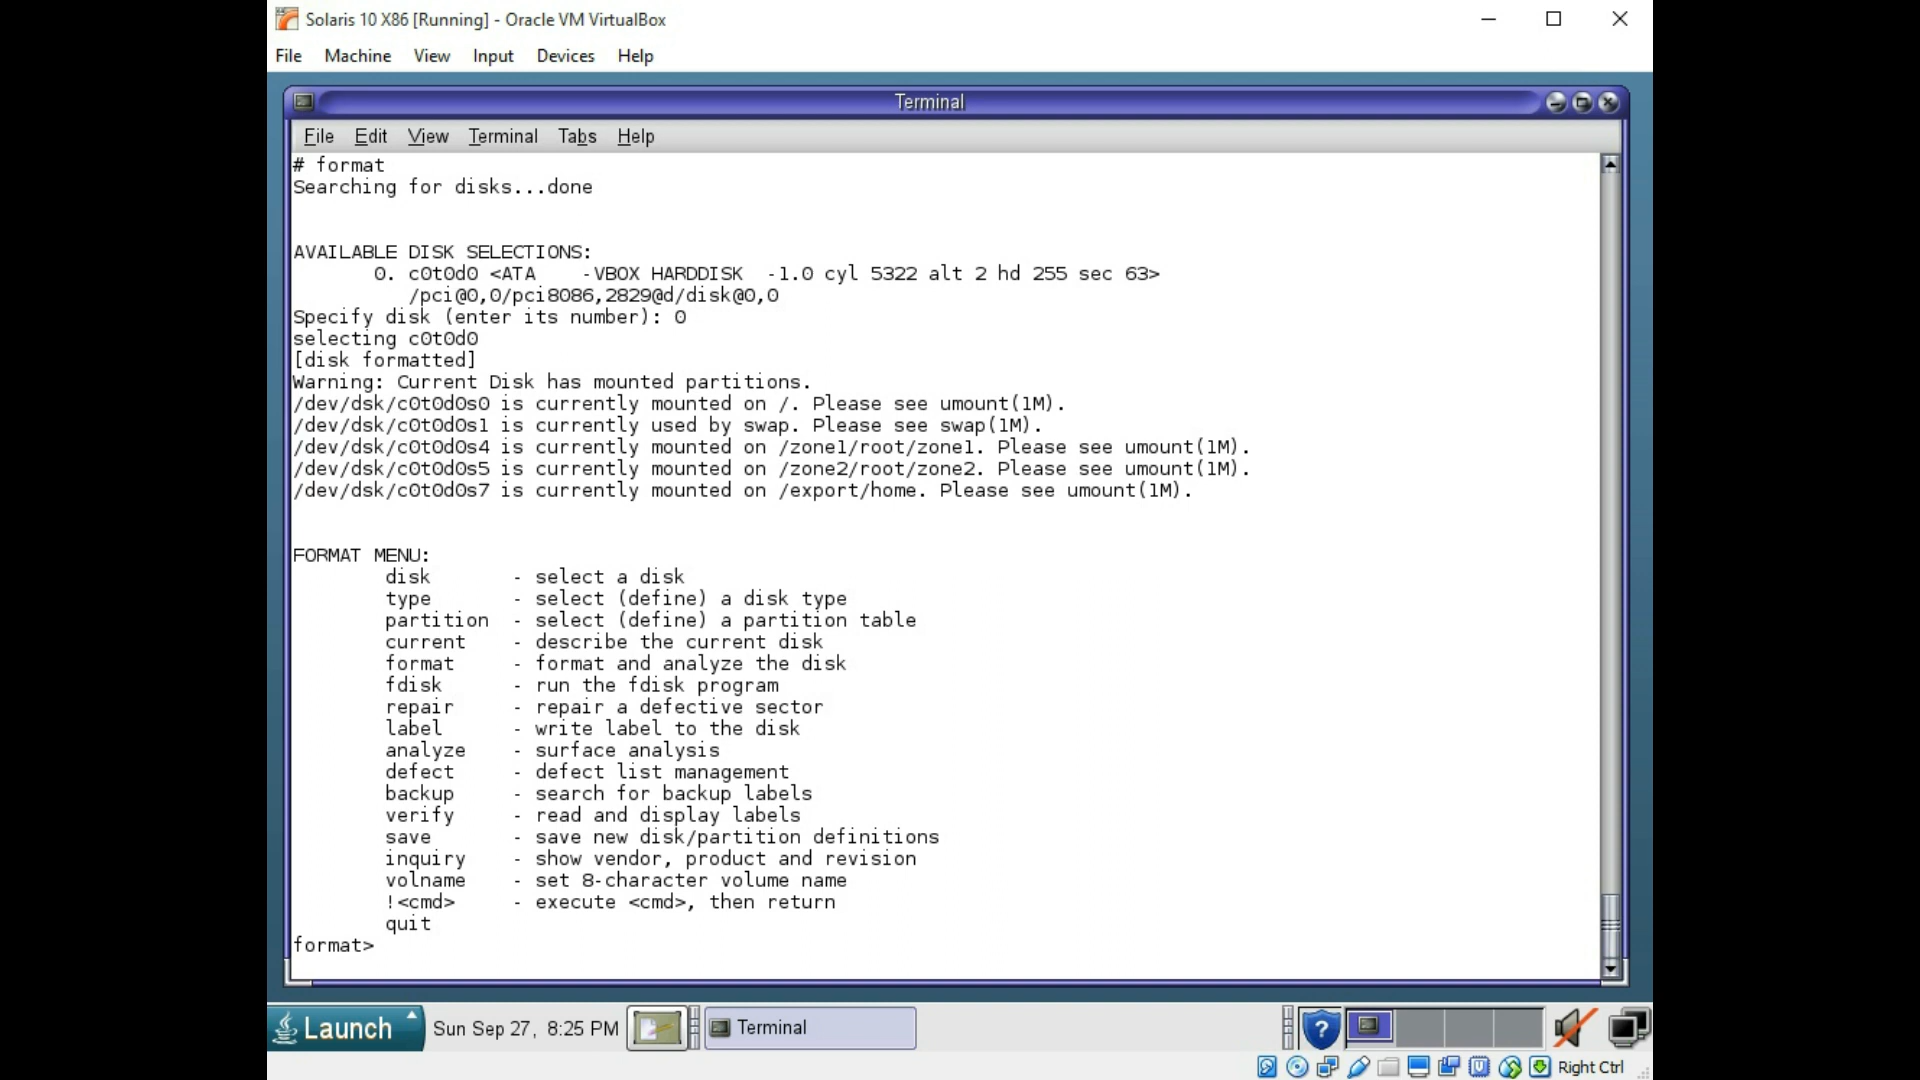 Solaris 10 X86 [Running] - Oracle VM VirtualBox
File Machine View Input Devices Help
Terminal
File Edit View Terminal Tabs Help
# format
Searching for disks...done
AVAILABLE DISK SELECTIONS:
0. c0t0d0 <ATA    -VBOX HARDDISK  -1.0 cyl 5322 alt 2 hd 255 sec 63>
/pci@0,0/pci8086,2829@d/disk@0,0
Specify disk (enter its number): 0
selecting c0t0d0
[disk formatted]
Warning: Current Disk has mounted partitions.
/dev/dsk/c0t0d0s0 is currently mounted on /. Please see umount(1M).
/dev/dsk/c0t0d0s1 is currently used by swap. Please see swap(1M).
/dev/dsk/c0t0d0s4 is currently mounted on /zone1/root/zone1. Please see umount(1M).
/dev/dsk/c0t0d0s5 is currently mounted on /zone2/root/zone2. Please see umount(1M).
/dev/dsk/c0t0d0s7 is currently mounted on /export/home. Please see umount(1M).
FORMAT MENU:
disk       - select a disk
type       - select (define) a disk type
partition  - select (define) a partition table
current    - describe the current disk
format     - format and analyze the disk
fdisk      - run the fdisk program
repair     - repair a defective sector
label      - write label to the disk
analyze    - surface analysis
defect     - defect list management
backup     - search for backup labels
verify     - read and display labels
save       - save new disk/partition definitions
inquiry    - show vendor, product and revision
volname    - set 8-character volume name
!<cmd>     - execute <cmd>, then return
quit
format>
Launch Sun Sep 27, 8:25 PM Terminal
Right Ctrl